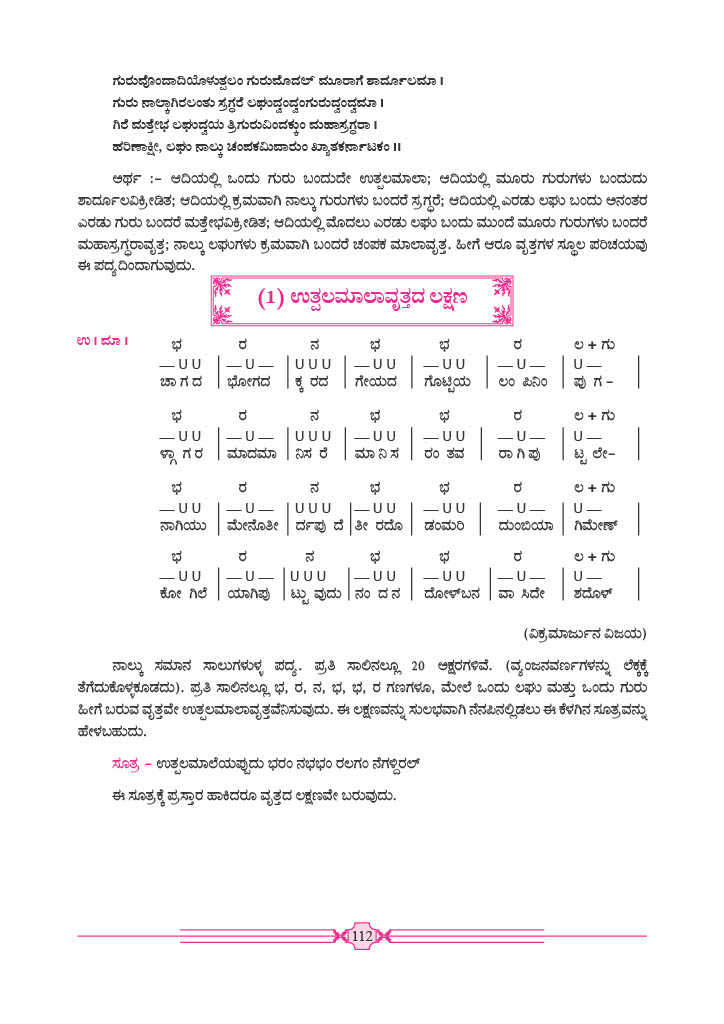 ಗುರುವೊಂದಾದಿಯೊಳುತ್ಪಲಂ ಗುರುಮೊದಲ್ ಮೂರಾಗೆ ಶಾರ್ದೂಲಮಾ ।
ಗುರು ನಾಲ್ಕಾಗಿರಲಂತು ಸ್ರಗ್ಧರೆ ಲಘುದ್ವಂದ್ವಂಗುರುದ್ವಂದ್ವಮಾ ।
ಗಿರೆ ಮತ್ತೇಭ ಲಘುದ್ವಯ ತ್ರಿಗುರುವಿಂದಕ್ಕುಂ ಮಹಾಸ್ರಗ್ಧರಾ ।
ಹರಿಣಾಕ್ಷೀ, ಲಘು ನಾಲ್ಕು ಚಂಪಕಮಿವಾರುಂ ಖ್ಯಾತಕರ್ನಾಟಕಂ ॥
ಅರ್ಥ :– ಆದಿಯಲ್ಲಿ ಒಂದು ಗುರು ಬಂದುದೇ ಉತ್ಪಲಮಾಲಾ; ಆದಿಯಲ್ಲಿ ಮೂರು ಗುರುಗಳು ಬಂದುದು
ಶಾರ್ದೂಲವಿಕ್ರೀಡಿತ; ಆದಿಯಲ್ಲಿ ಕ್ರಮವಾಗಿ ನಾಲ್ಕು ಗುರುಗಳು ಬಂದರೆ ಸ್ರಗ್ಧರೆ; ಆದಿಯಲ್ಲಿ ಎರಡು ಲಘು ಬಂದು ಅನಂತರ
ಎರಡು ಗುರು ಬಂದರೆ ಮತ್ತೇಭವಿಕ್ರೀಡಿತ; ಆದಿಯಲ್ಲಿ ಮೊದಲು ಎರಡು ಲಘು ಬಂದು ಮುಂದೆ ಮೂರು ಗುರುಗಳು ಬಂದರೆ
ಮಹಾಸ್ರಗ್ಧರಾವೃತ್ತ; ನಾಲ್ಕು ಲಘುಗಳು ಕ್ರಮವಾಗಿ ಬಂದರೆ ಚಂಪಕ ಮಾಲಾವೃತ್ತ. ಹೀಗೆ ಆರೂ ವೃತ್ತಗಳ ಸ್ಥೂಲ ಪರಿಚಯವು
ಈ ಪದ್ಯದಿಂದಾಗುವುದು.
(1) ಉತ್ಪಲಮಾಲಾವೃತ್ತದ ಲಕ್ಷಣ
ಉ । ಮಾ । ಭ ರ ನ ಭ ಭ ರ ಲ + ಗು
— U U | — U — | U U U | — U U | — U U | — U — | U — |
ಚಾ ಗ ದ | ಭೋಗದ | ಕ್ಕ ರದ | ಗೇಯದ | ಗೊಟ್ಟಿಯ | ಲಂ ಪಿನಿಂ | ಪು ಗ – |
ಭ ರ ನ ಭ ಭ ರ ಲ + ಗು
— U U | — U — | U U U | — U U | — U U | — U — | U — |
ಳ್ಗಾ ಗ ರ | ಮಾದಮಾ | ನಿಸ ರೆ | ಮಾ ನಿ ಸ | ರಂ ತವ | ರಾ ಗಿ ಪು | ಟ್ಟ ಲೇ– |
ಭ ರ ನ ಭ ಭ ರ ಲ + ಗು
— U U | — U — | U U U | — U U | — U U | — U — | U — |
ನಾಗಿಯು | ಮೇನೊತೀ | ರ್ದಪು ದೆ | ತೀ ರದೊ | ಡಂಮರಿ | ದುಂಬಿಯಾ | ಗಿಮೇಣ್ |
ಭ ರ ನ ಭ ಭ ರ ಲ + ಗು
— U U | — U — | U U U | — U U | — U U | — U — | U — |
ಕೋ ಗಿಲೆ | ಯಾಗಿಪು | ಟ್ಟು ವುದು | ನಂ ದ ನ | ದೋಳ್‌ಬನ | ವಾ ಸಿದೇ | ಶದೊಳ್ |
(ವಿಕ್ರಮಾರ್ಜುನ ವಿಜಯ)
ನಾಲ್ಕು ಸಮಾನ ಸಾಲುಗಳುಳ್ಳ ಪದ್ಯ. ಪ್ರತಿ ಸಾಲಿನಲ್ಲೂ 20 ಅಕ್ಷರಗಳಿವೆ. (ವ್ಯಂಜನವರ್ಣಗಳನ್ನು ಲೆಕ್ಕಕ್ಕೆ
ತೆಗೆದುಕೊಳ್ಳಕೂಡದು). ಪ್ರತಿ ಸಾಲಿನಲ್ಲೂ ಭ, ರ, ನ, ಭ, ಭ, ರ ಗಣಗಳೂ, ಮೇಲೆ ಒಂದು ಲಘು ಮತ್ತು ಒಂದು ಗುರು
ಹೀಗೆ ಬರುವ ವೃತ್ತವೇ ಉತ್ಪಲಮಾಲಾವೃತ್ತವೆನಿಸುವುದು. ಈ ಲಕ್ಷಣವನ್ನು ಸುಲಭವಾಗಿ ನೆನಪಿನಲ್ಲಿಡಲು ಈ ಕೆಳಗಿನ ಸೂತ್ರವನ್ನು
ಹೇಳಬಹುದು.
ಸೂತ್ರ – ಉತ್ಪಲಮಾಲೆಯಪ್ಪುದು ಭರಂ ನಭಭಂ ರಲಗಂ ನೆಗಳ್ದಿರಲ್
ಈ ಸೂತ್ರಕ್ಕೆ ಪ್ರಸ್ತಾರ ಹಾಕಿದರೂ ವೃತ್ತದ ಲಕ್ಷಣವೇ ಬರುವುದು.
112